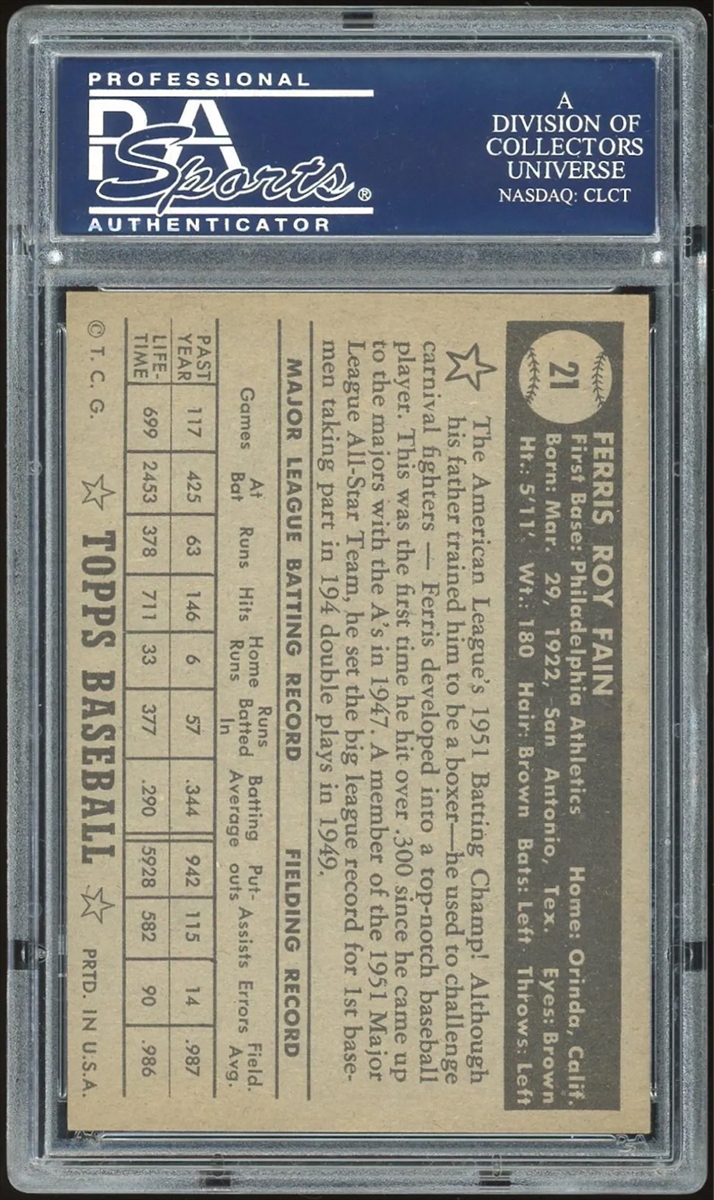 PROFESSIONAL
PSA
Sports®
AUTHENTICATOR
A
DIVISION OF
COLLECTORS
UNIVERSE
NASDAQ: CLCT
21
FERRIS ROY FAIN
First Base: Philadelphia Athletics Home: Orinda, Calif.
Born: Mar. 29, 1922, San Antonio, Tex. Eyes: Brown
Ht.: 5'11' Wt.: 180 Hair: Brown Bats: Left Throws: Left
The American League's 1951 Batting Champ! Although
his father trained him to be a boxer—he used to challenge
carnival fighters — Ferris developed into a top-notch baseball
player. This was the first time he hit over .300 since he came up
to the majors with the A's in 1947. A member of the 1951 Major
League All-Star Team, he set the big league record for 1st base-
men taking part in 194 double plays in 1949.
MAJOR LEAGUE BATTING RECORD FIELDING RECORD
Games At Bat Runs Hits Home Runs Runs Batted In Batting Average Put-outs Assists Errors Field. Avg.
PAST YEAR 117 425 63 146 6 57 .344 942 115 14 .987
LIFE-TIME 699 2453 378 711 33 377 .290 5928 582 90 .986
© T. C. G. ☆ TOPPS BASEBALL ☆ PRTD. IN U.S.A.